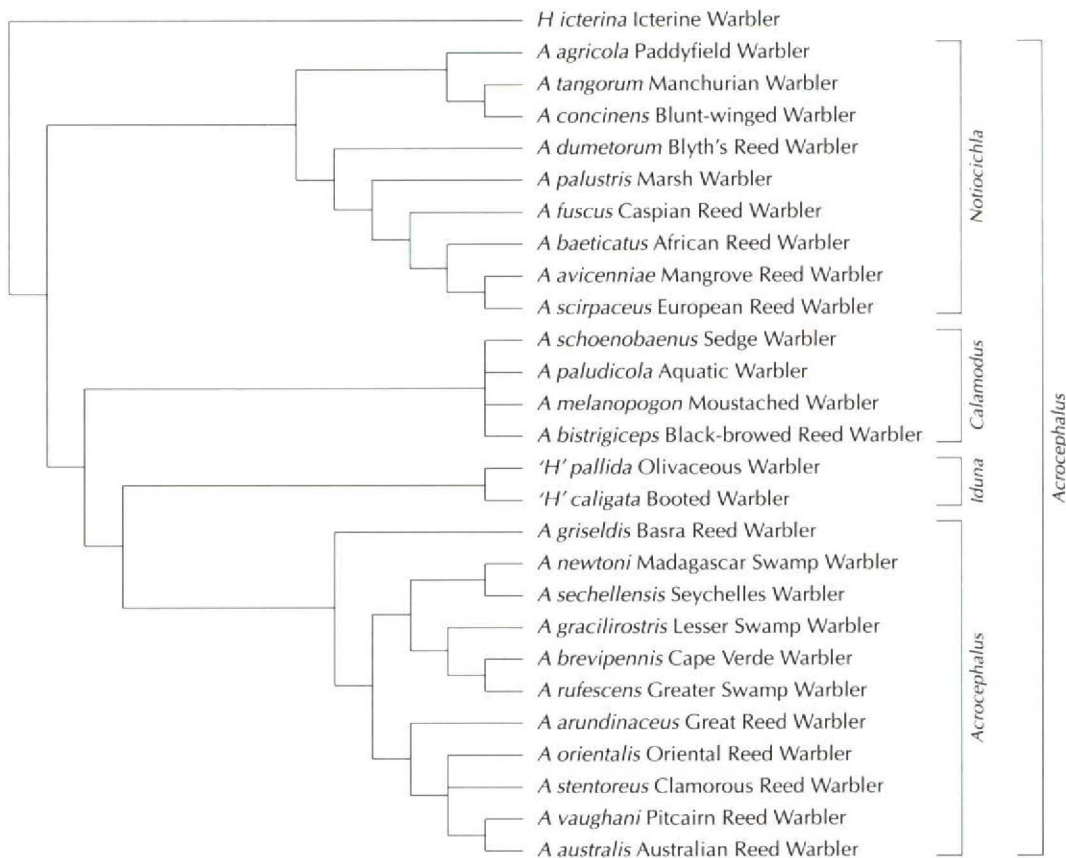 H icterina Icterine Warbler
A agricola Paddyfield Warbler
A tangorum Manchurian Warbler
A concinens Blunt-winged Warbler
A dumetorum Blyth's Reed Warbler
A palustris Marsh Warbler
A fuscus Caspian Reed Warbler
A baeticatus African Reed Warbler
A avicenniae Mangrove Reed Warbler
A scirpaceus European Reed Warbler
Notiocichla
A schoenobaenus Sedge Warbler
A paludicola Aquatic Warbler
A melanopogon Moustached Warbler
A bistrigiceps Black-browed Reed Warbler
Calamodus
'H' pallida Olivaceous Warbler
'H' caligata Booted Warbler
Iduna
A griseldis Basra Reed Warbler
A newtoni Madagascar Swamp Warbler
A sechellensis Seychelles Warbler
A gracilirostris Lesser Swamp Warbler
A brevipennis Cape Verde Warbler
A rufescens Greater Swamp Warbler
A arundinaceus Great Reed Warbler
A orientalis Oriental Reed Warbler
A stentoreus Clamorous Reed Warbler
A vaughani Pitcairn Reed Warbler
A australis Australian Reed Warbler
Acrocephalus
Acrocephalus